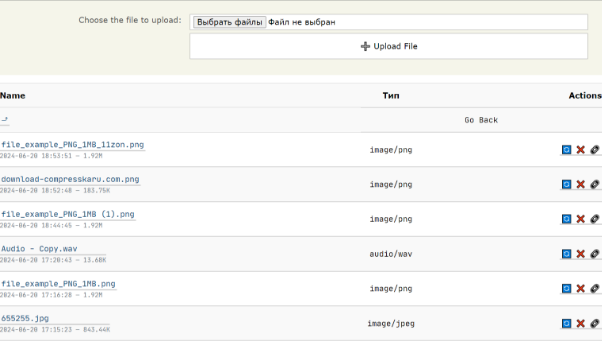 Choose the file to upload:
Выбрать файлы Файл не выбран
Upload File
Name Тип Actions
Go Back
file_example_PNG_1MB_11zon.png
2024-06-20 18:53:51 – 1.92M
image/png
download-compresskaru.com.png
2024-06-20 18:52:48 – 183.75K
image/png
file_example_PNG_1MB (1).png
2024-06-20 18:44:45 – 1.92M
image/png
Audio - Copy.wav
2024-06-20 17:20:43 – 13.68K
audio/wav
file_example_PNG_1MB.png
2024-06-20 17:16:28 – 1.92M
image/png
655255.jpg
2024-06-20 17:15:23 – 843.44K
image/jpeg